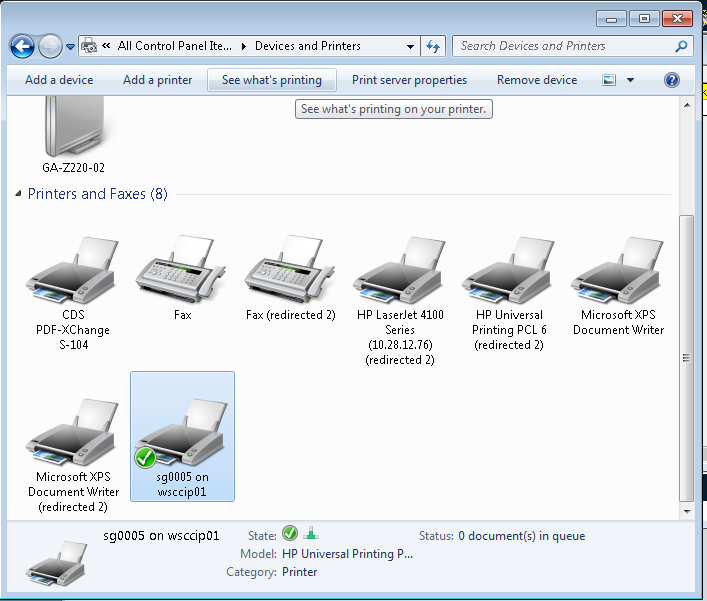 « All Control Panel Ite... Devices and Printers
Search Devices and Printers
Add a device Add a printer See what's printing Print server properties Remove device
See what's printing on your printer.
GA-Z220-02
Printers and Faxes (8)
CDS
PDF-XChange
S-104
Fax
Fax (redirected 2)
HP LaserJet 4100
Series
(10.28.12.76)
(redirected 2)
HP Universal
Printing PCL 6
(redirected 2)
Microsoft XPS
Document Writer
Microsoft XPS
Document Writer
(redirected 2)
sg0005 on
wsccip01
sg0005 on wsccip01
State:
Status: 0 document(s) in queue
Model: HP Universal Printing P...
Category: Printer